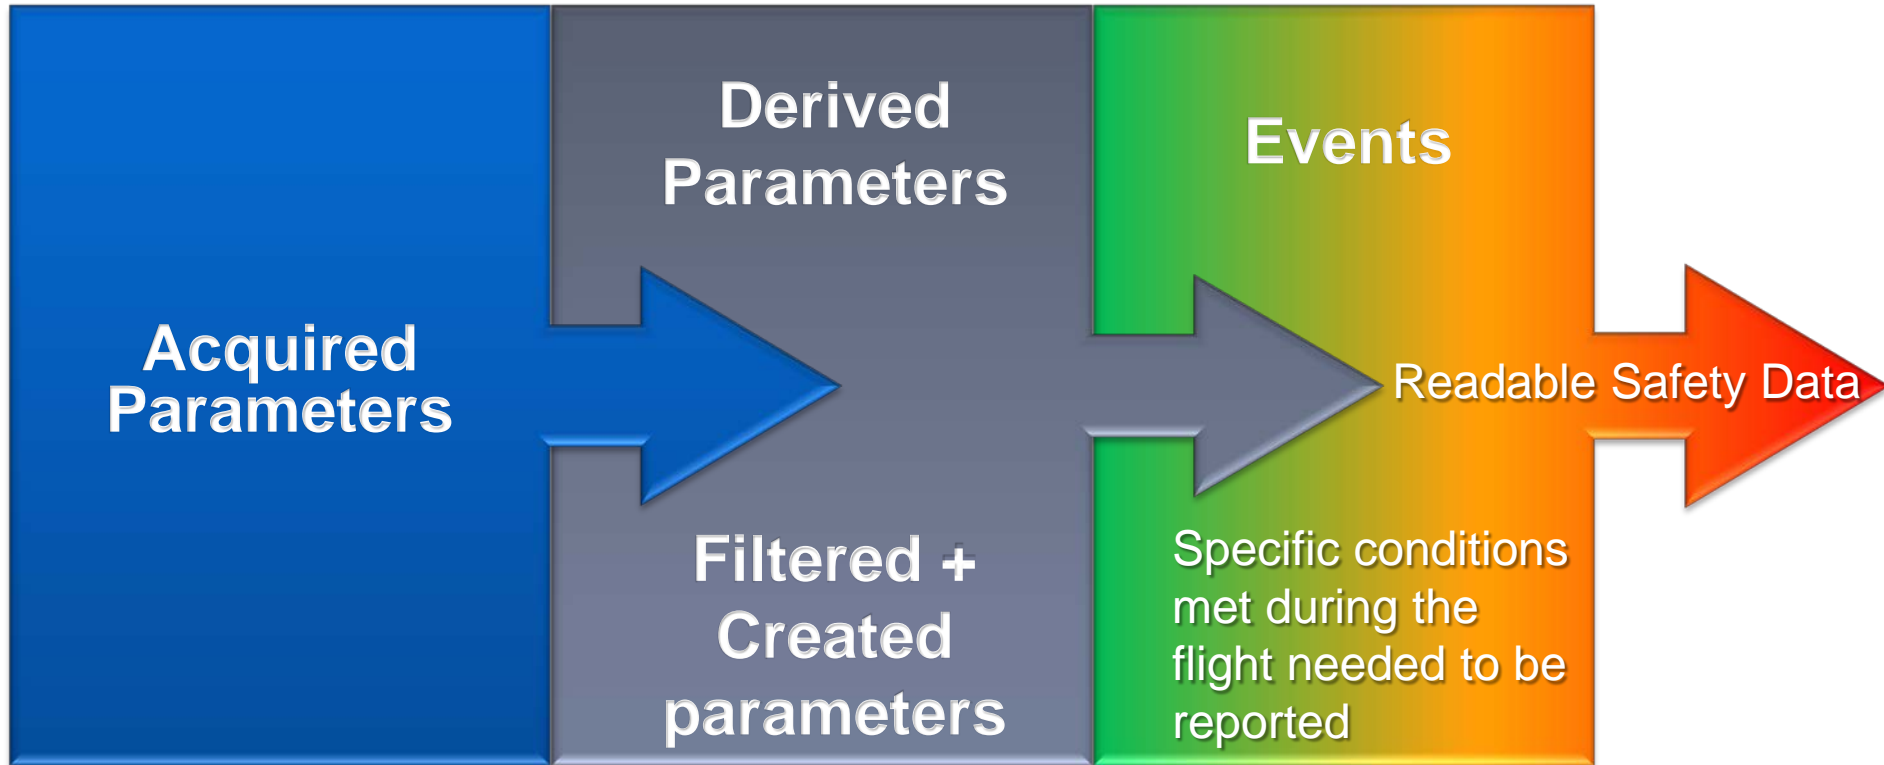 Acquired
Parameters
Derived
Parameters
Filtered +
Created
parameters
Events
Readable Safety Data
Specific conditions
met during the
flight needed to be
reported